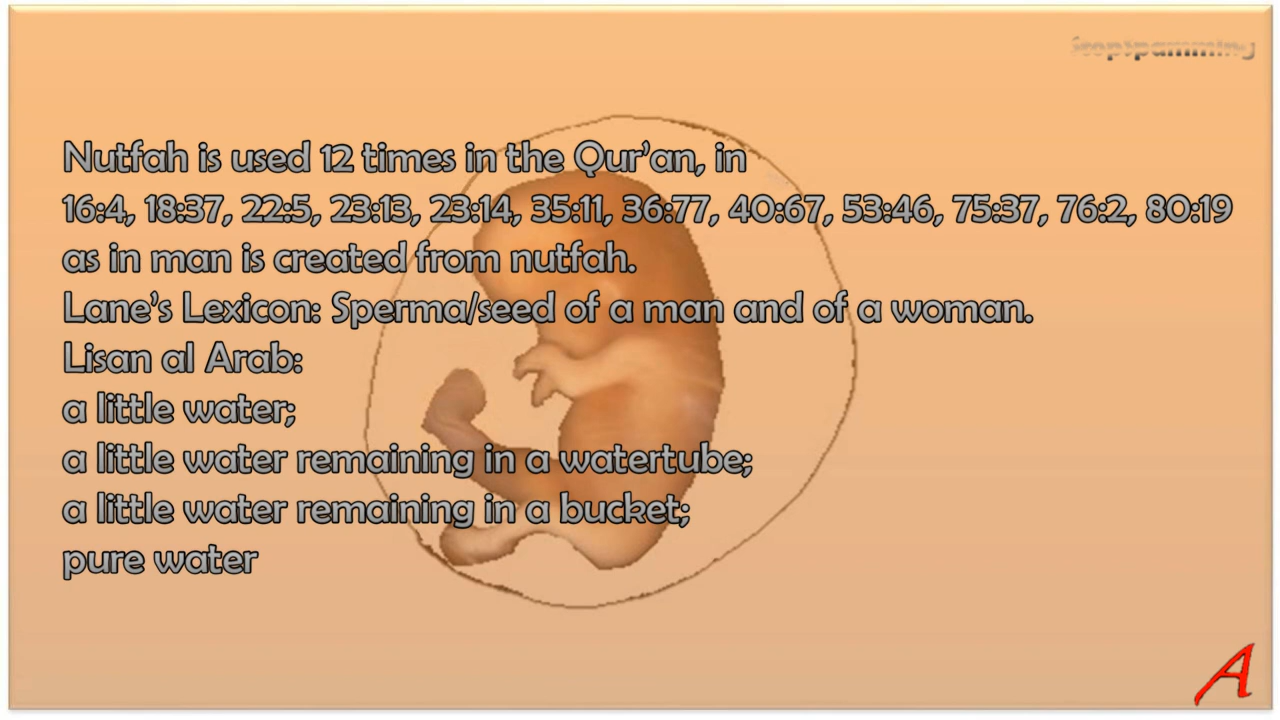 Nutfah is used 12 times in the Qur'an, in
16:4, 18:37, 22:5, 23:13, 23:14, 35:11, 36:77, 40:67, 53:46, 75:37, 76:2, 80:19
as in man is created from nutfah.
Lane's Lexicon: Sperma/seed of a man and of a woman.
Lisan al Arab:
a little water;
a little water remaining in a watertube;
a little water remaining in a bucket;
pure water
A